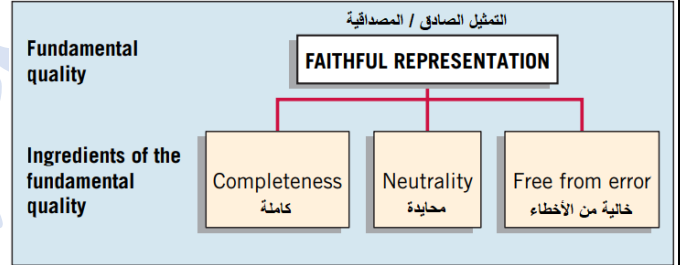 التمثيل الصادق / المصداقية
Fundamental
quality
FAITHFUL REPRESENTATION
Ingredients of the
fundamental
quality
Completeness
كاملة
Neutrality
محايدة
Free from error
خالية من الأخطاء